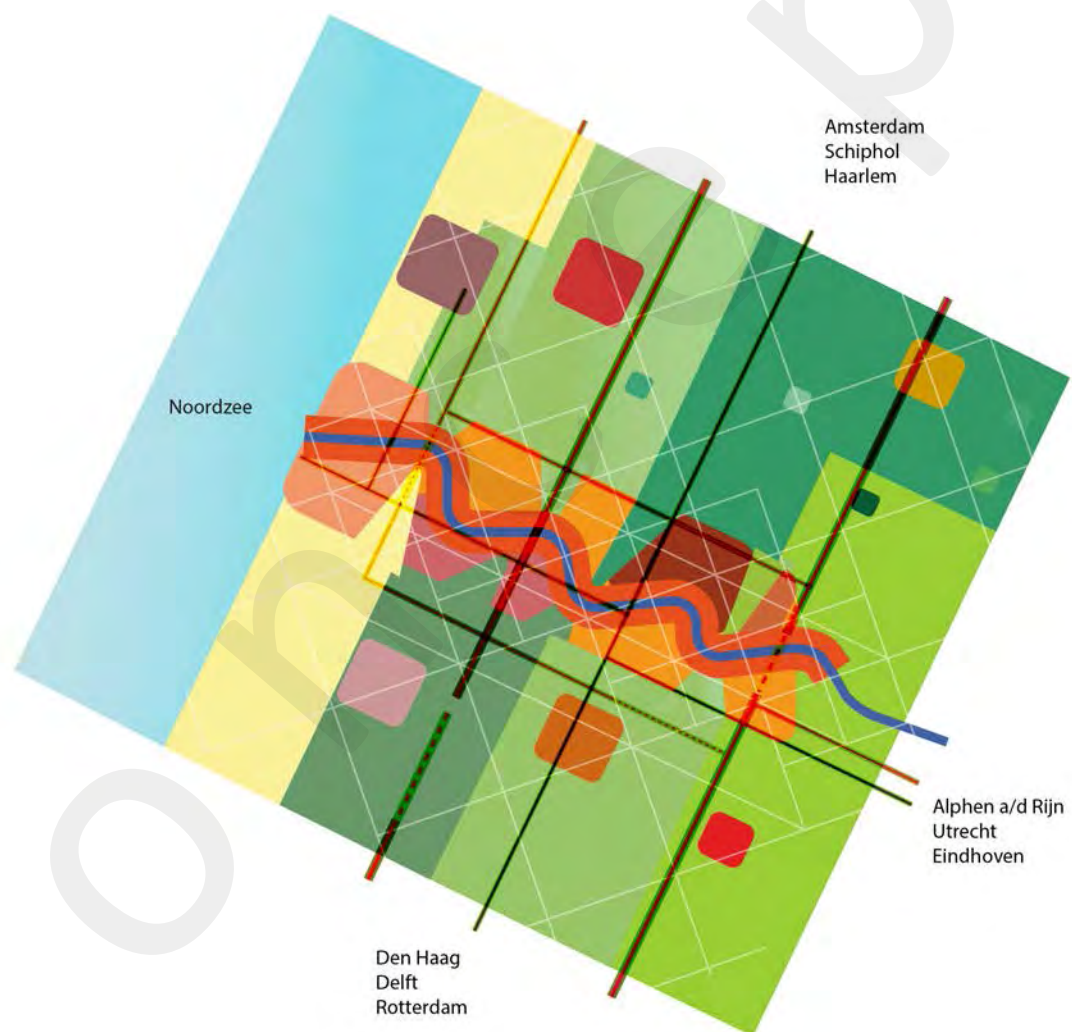 Amsterdam
Schiphol
Haarlem
Noordzee
Alphen a/d Rijn
Utrecht
Eindhoven
Den Haag
Delft
Rotterdam